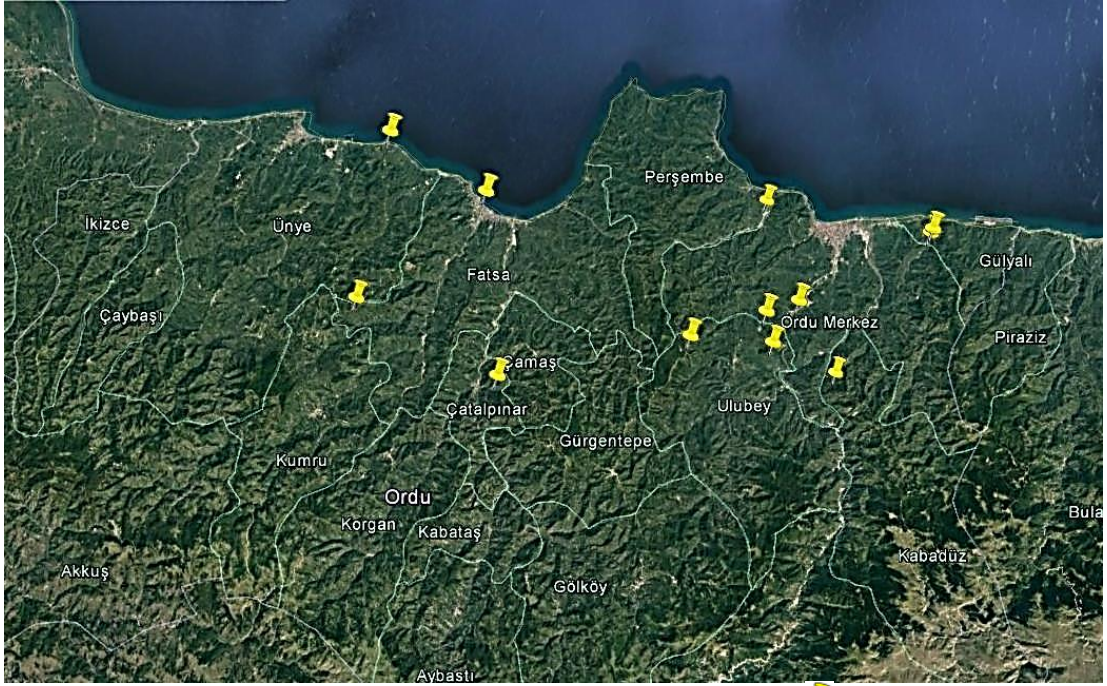 Perşembe
İkizce
Ünye
Fatsa
Gülyalı
Çaybaşı
Ordu Merkez
Piraziz
Çamaş
Çatalpınar
Ulubey
Gürgentepe
Kumru
Ordu
Korgan
Kabataş
Bula
Kabadüz
Akkuş
Gölköy
Aybastı